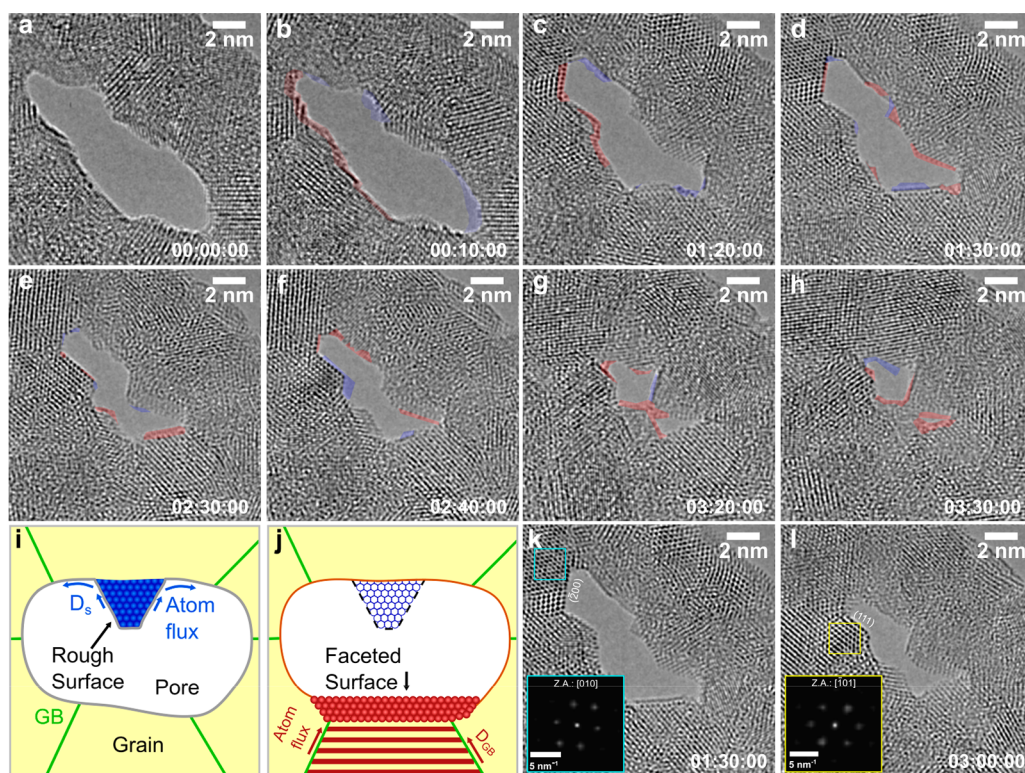 a
2 nm
00:00:00
b
2 nm
00:10:00
c
2 nm
01:20:00
d
2 nm
01:30:00
e
2 nm
02:30:00
f
2 nm
02:40:00
g
2 nm
03:20:00
h
2 nm
03:30:00
i
Ds
Atom
flux
Rough
Surface
Pore
GB
Grain
j
Faceted
Surface
Atom
flux
DGB
k
2 nm
(200)
Z.A.: [010]
5 nm⁻¹
01:30:00
l
2 nm
(111)
Z.A.: [101]
5 nm⁻¹
03:00:00